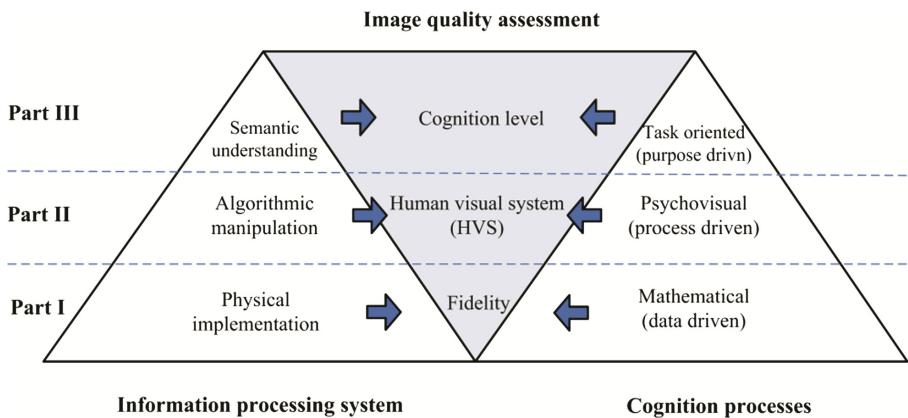 Image quality assessment
Part III
Semantic
understanding
Cognition level
Task oriented
(purpose drivn)
Part II
Algorithmic
manipulation
Human visual system
(HVS)
Psychovisual
(process driven)
Part I
Physical
implementation
Fidelity
Mathematical
(data driven)
Information processing system
Cognition processes